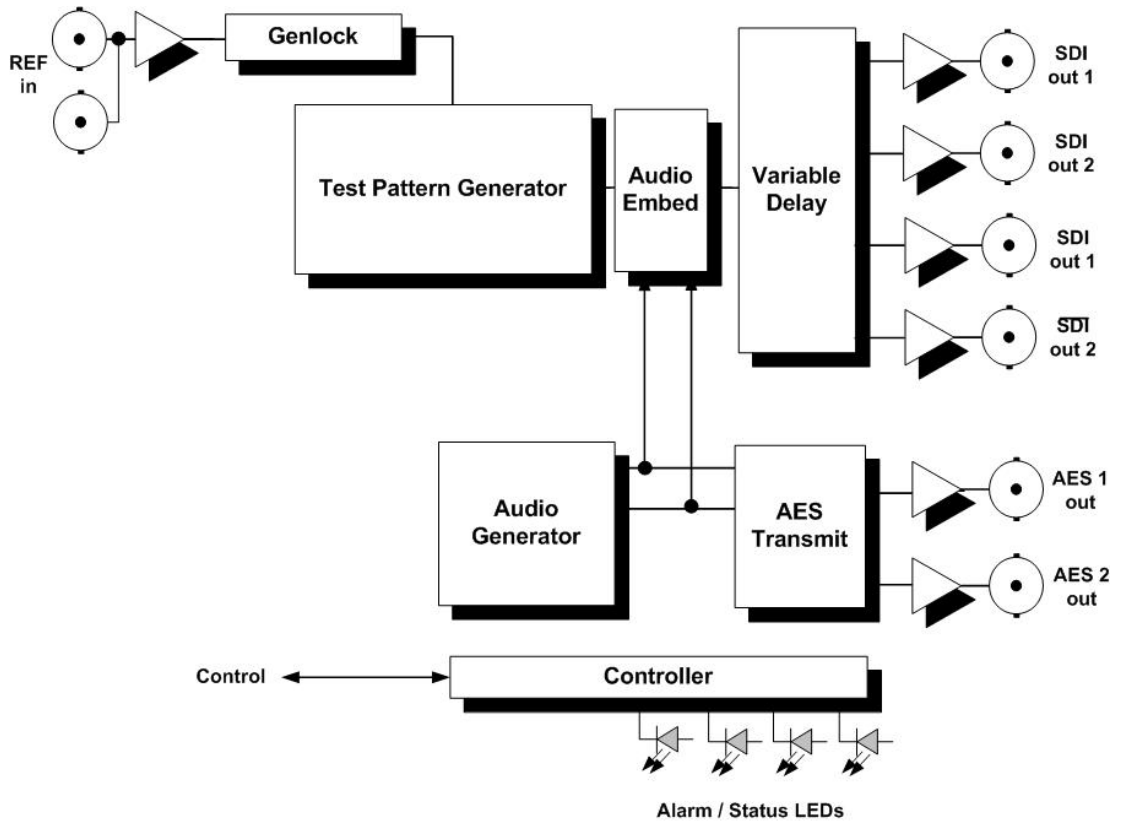 REF
in
Genlock
Test Pattern Generator
Audio
Embed
Variable
Delay
SDI
out 1
SDI
out 2
SDI
out 1
S̅D̅I̅
out 2
Audio
Generator
AES
Transmit
AES 1
out
AES 2
out
Control
Controller
Alarm / Status LEDs